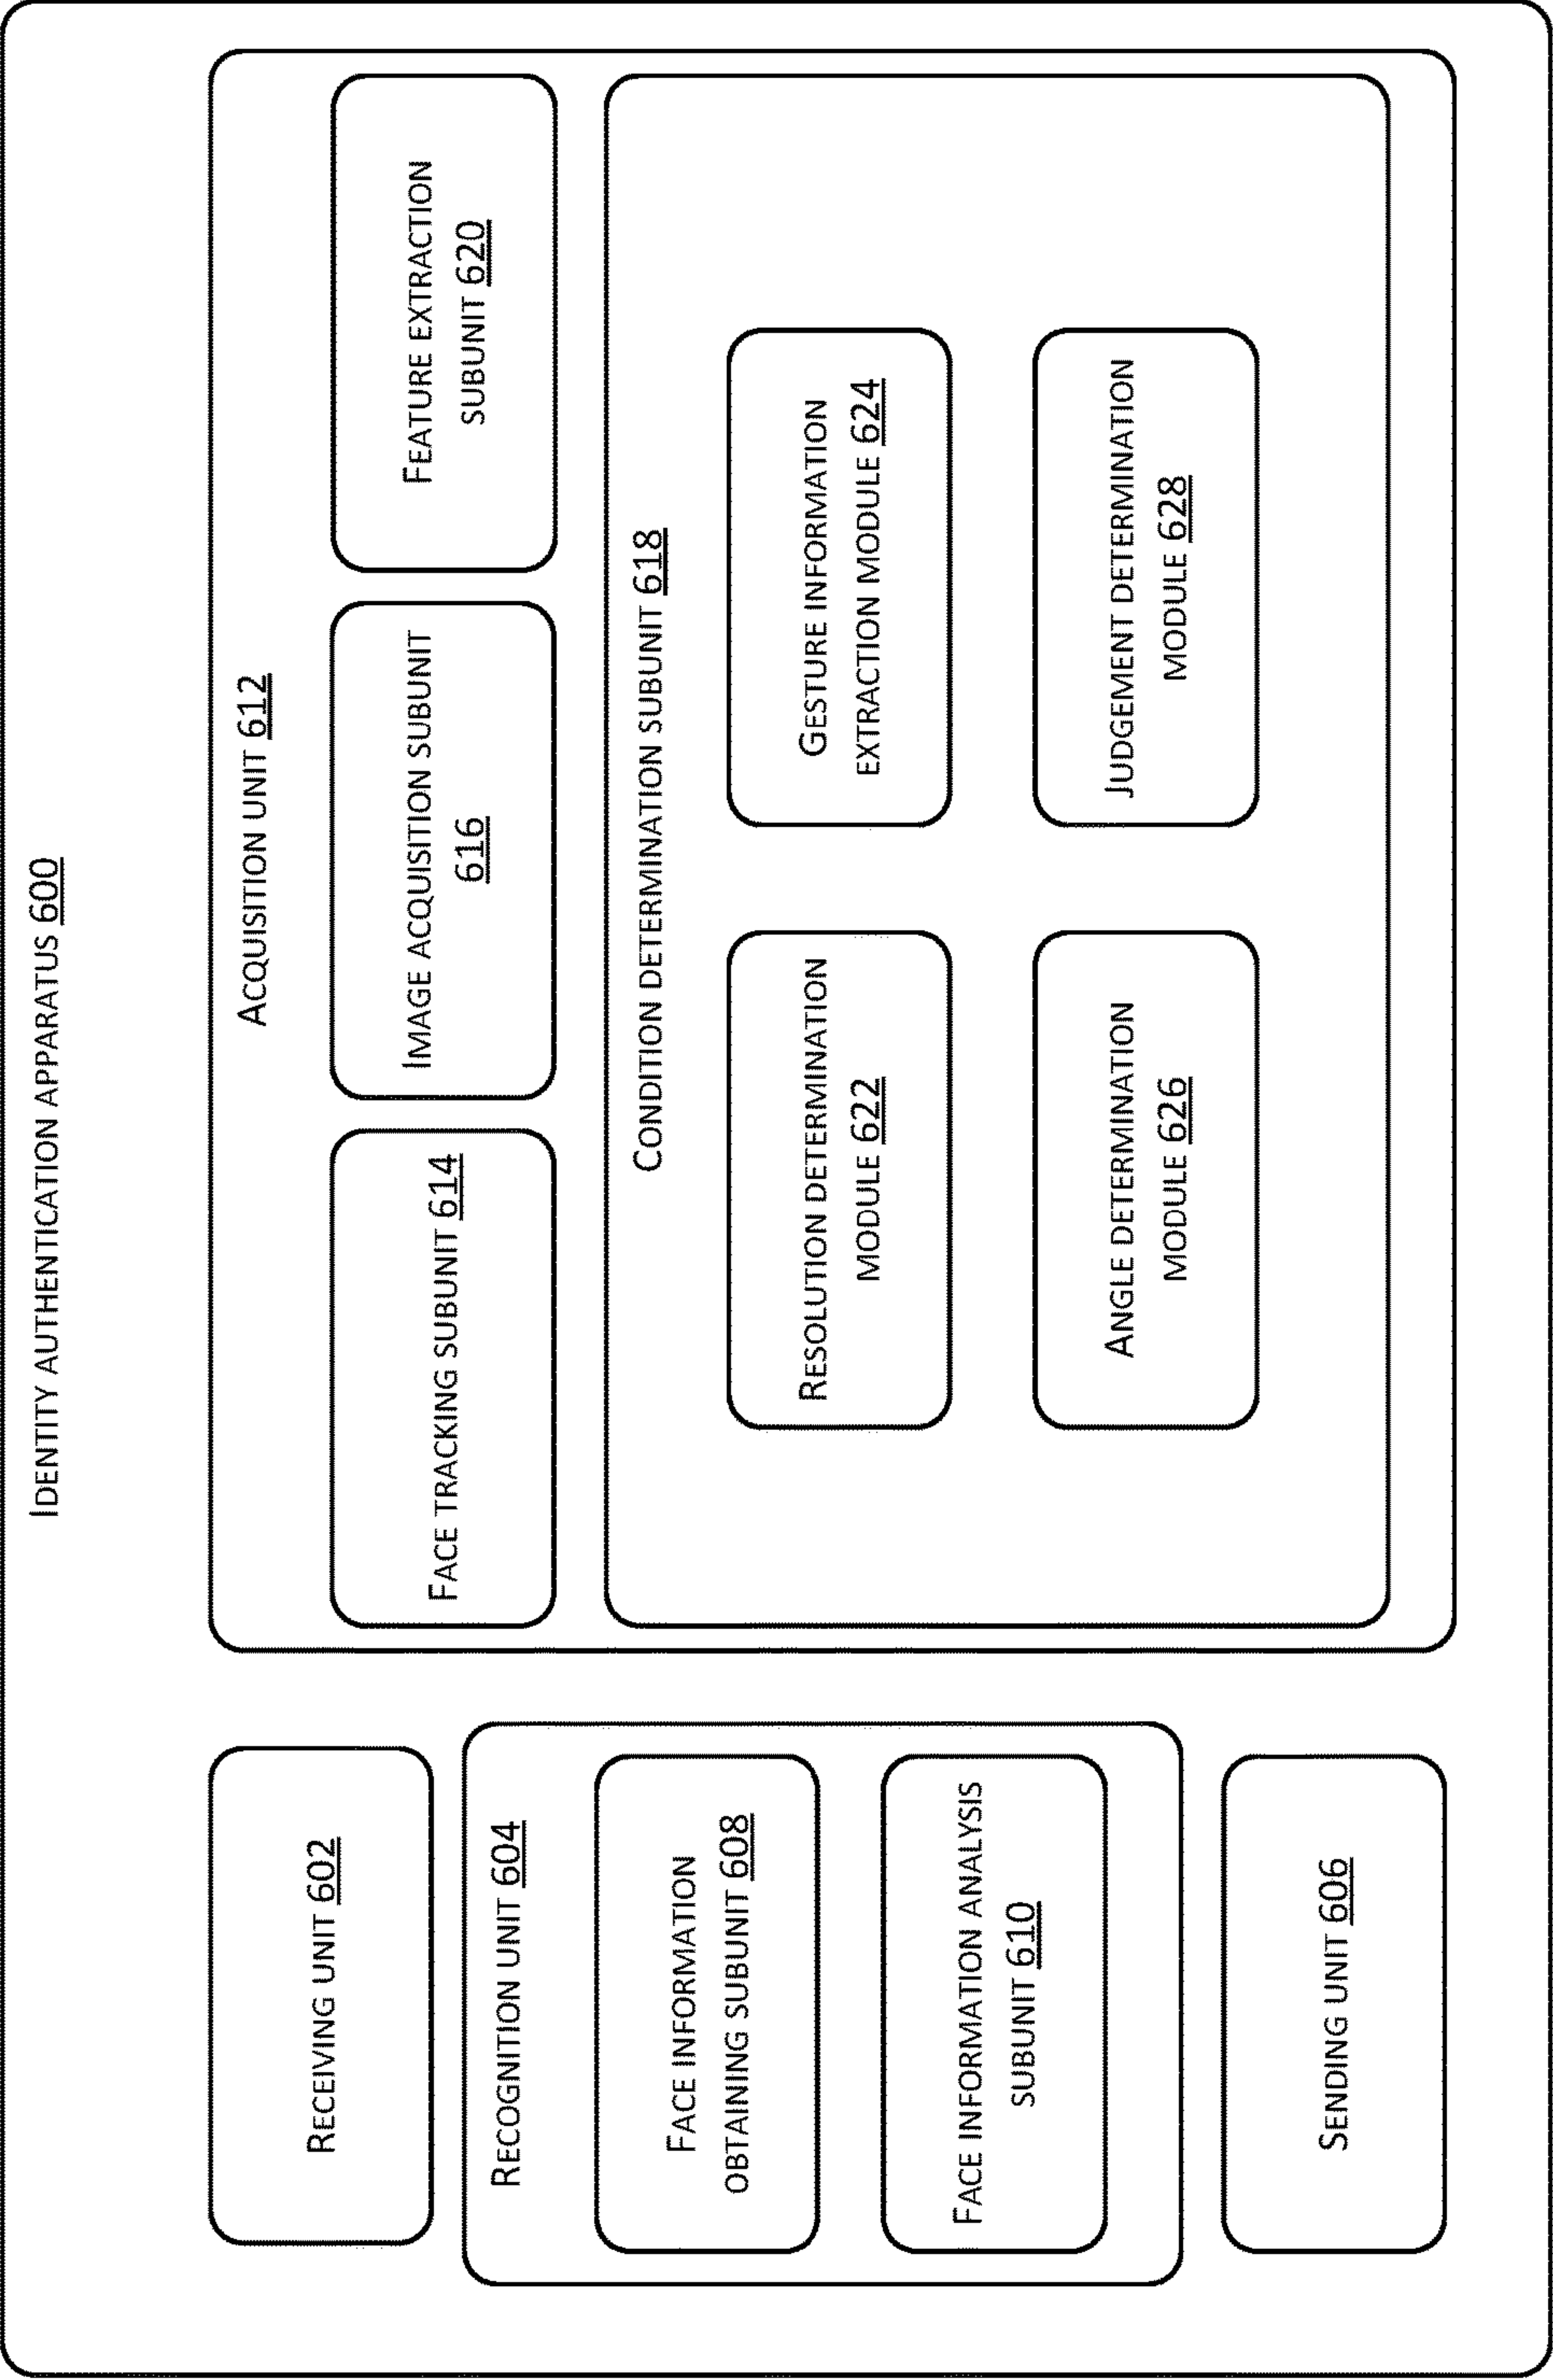 IDENTITY AUTHENTICATION APPARATUS 600
RECEIVING UNIT 602
RECOGNITION UNIT 604
FACE INFORMATION
OBTAINING SUBUNIT 608
FACE INFORMATION ANALYSIS
SUBUNIT 610
SENDING UNIT 606
ACQUISITION UNIT 612
FACE TRACKING SUBUNIT 614
IMAGE ACQUISITION SUBUNIT
616
FEATURE EXTRACTION
SUBUNIT 620
CONDITION DETERMINATION SUBUNIT 618
RESOLUTION DETERMINATION
MODULE 622
GESTURE INFORMATION
EXTRACTION MODULE 624
ANGLE DETERMINATION
MODULE 626
JUDGEMENT DETERMINATION
MODULE 628